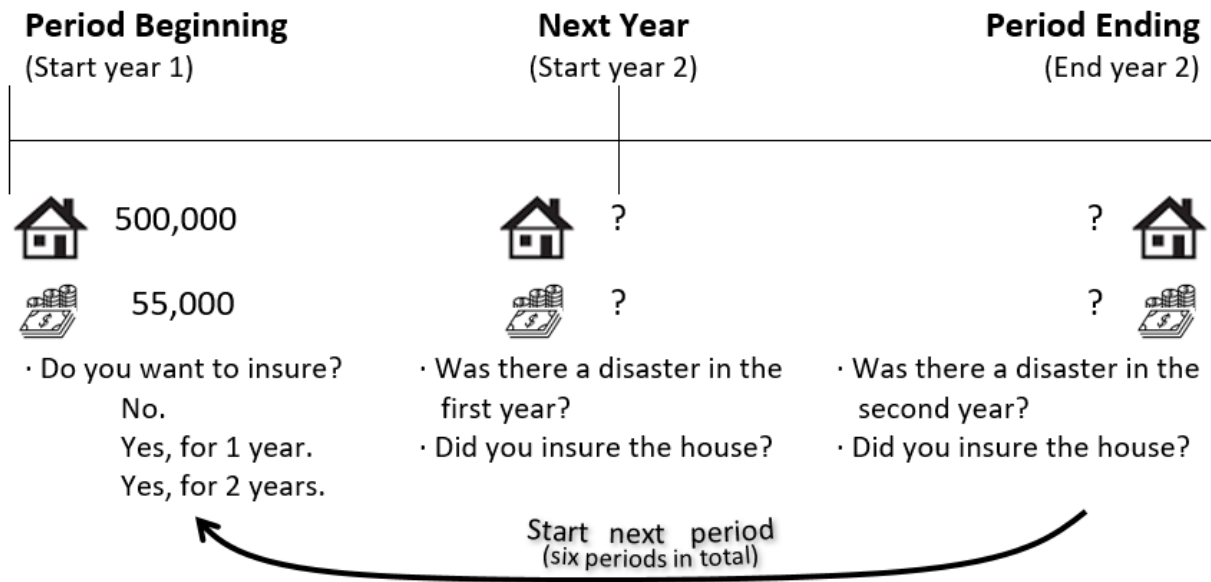 Period Beginning
(Start year 1)
Next Year
(Start year 2)
Period Ending
(End year 2)
500,000
?
?
55,000
?
?
· Do you want to insure?
No.
Yes, for 1 year.
Yes, for 2 years.
· Was there a disaster in the
first year?
· Did you insure the house?
· Was there a disaster in the
second year?
· Did you insure the house?
Start next period
(six periods in total)